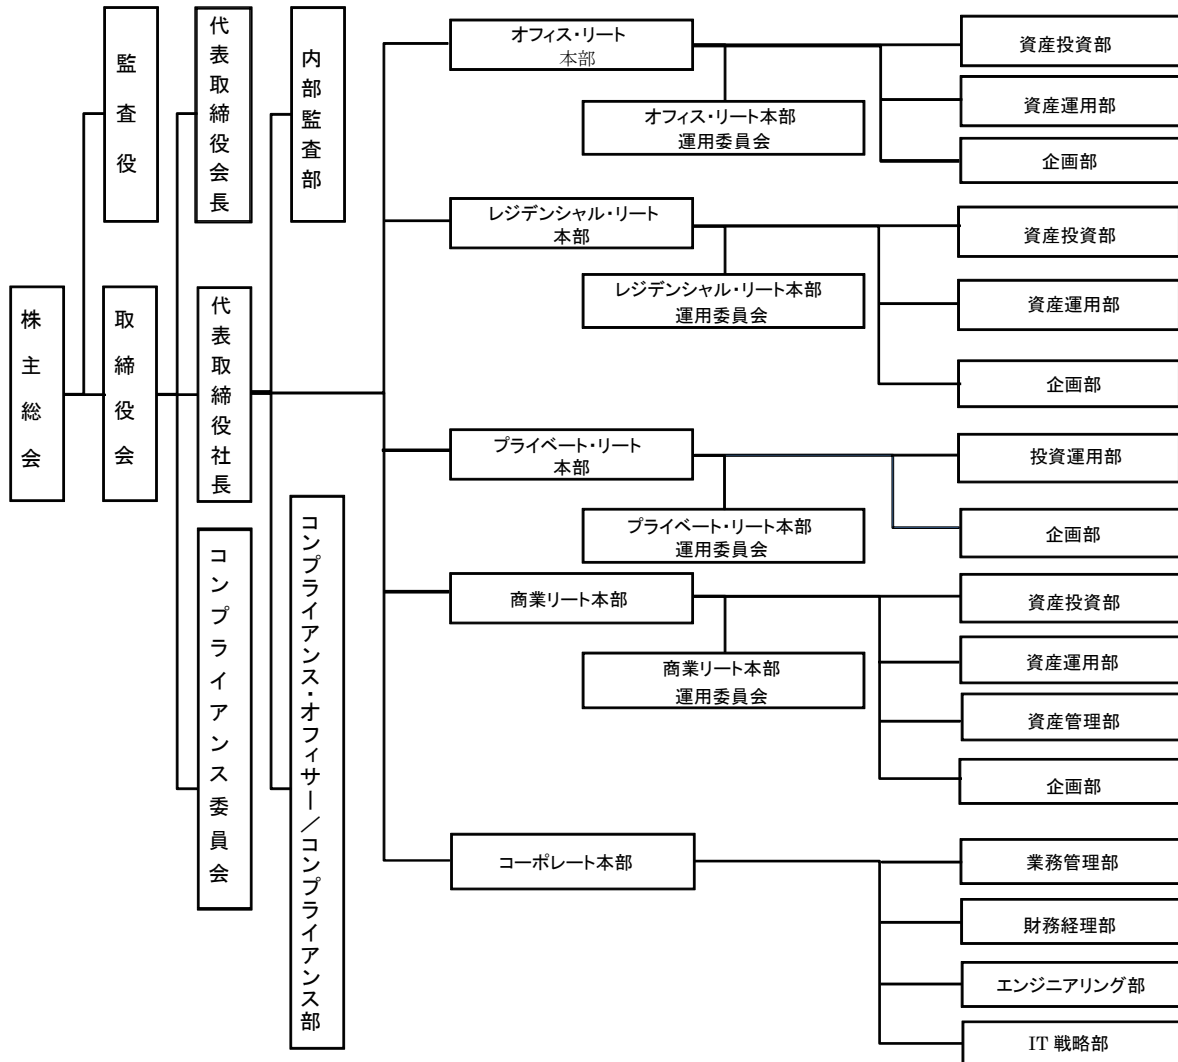 株主総会
監査役
取締役会
代表取締役会長
代表取締役社長
コンプライアンス委員会
内部監査部
コンプライアンス・オフィサー／コンプライアンス部
オフィス・リート
本部
オフィス・リート本部
運用委員会
資産投資部
資産運用部
企画部
レジデンシャル・リート
本部
レジデンシャル・リート本部
運用委員会
資産投資部
資産運用部
企画部
プライベート・リート
本部
プライベート・リート本部
運用委員会
投資運用部
企画部
商業リート本部
商業リート本部
運用委員会
資産投資部
資産運用部
資産管理部
企画部
コーポレート本部
業務管理部
財務経理部
エンジニアリング部
IT 戦略部